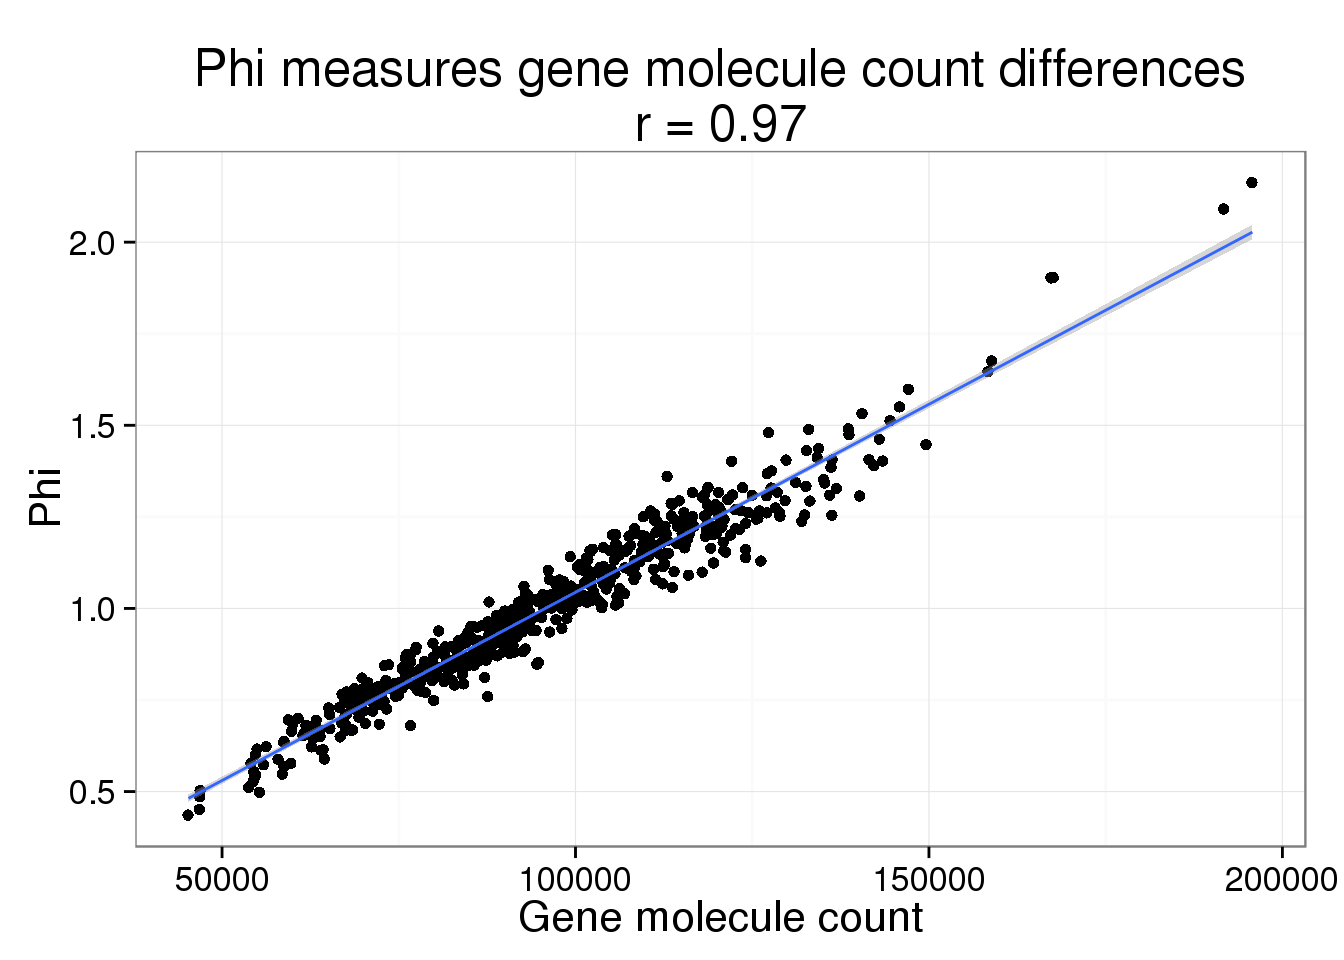 Phi measures gene molecule count differences
r = 0.97
2.0
1.5
1.0
0.5
Phi
50000 100000 150000 200000
Gene molecule count